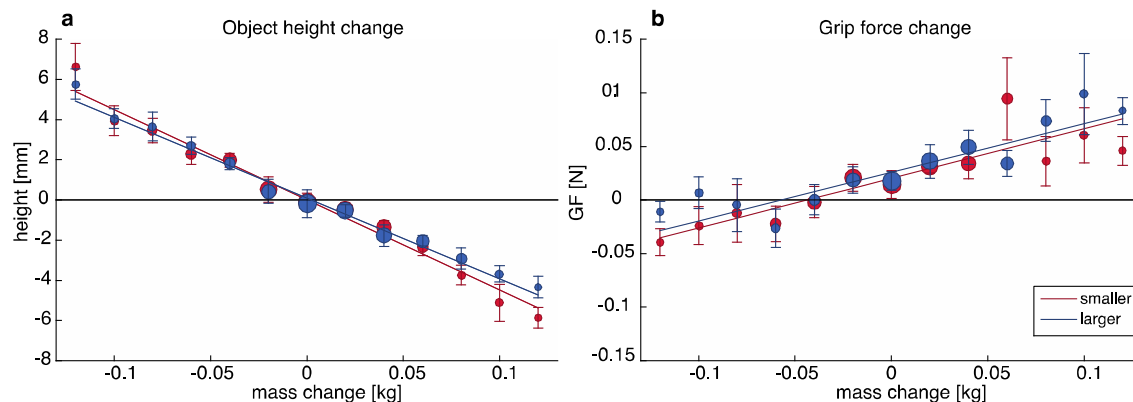 a
Object height change
8
6
4
2
0
-2
-4
-6
-8
height [mm]
-0.1
-0.05
0
0.05
0.1
mass change [kg]
b
Grip force change
0.15
01
0.05
0
-0.05
-0.1
-0.15
GF [N]
smaller
larger
-0.1
-0.05
0
0.05
0.1
mass change [kg]